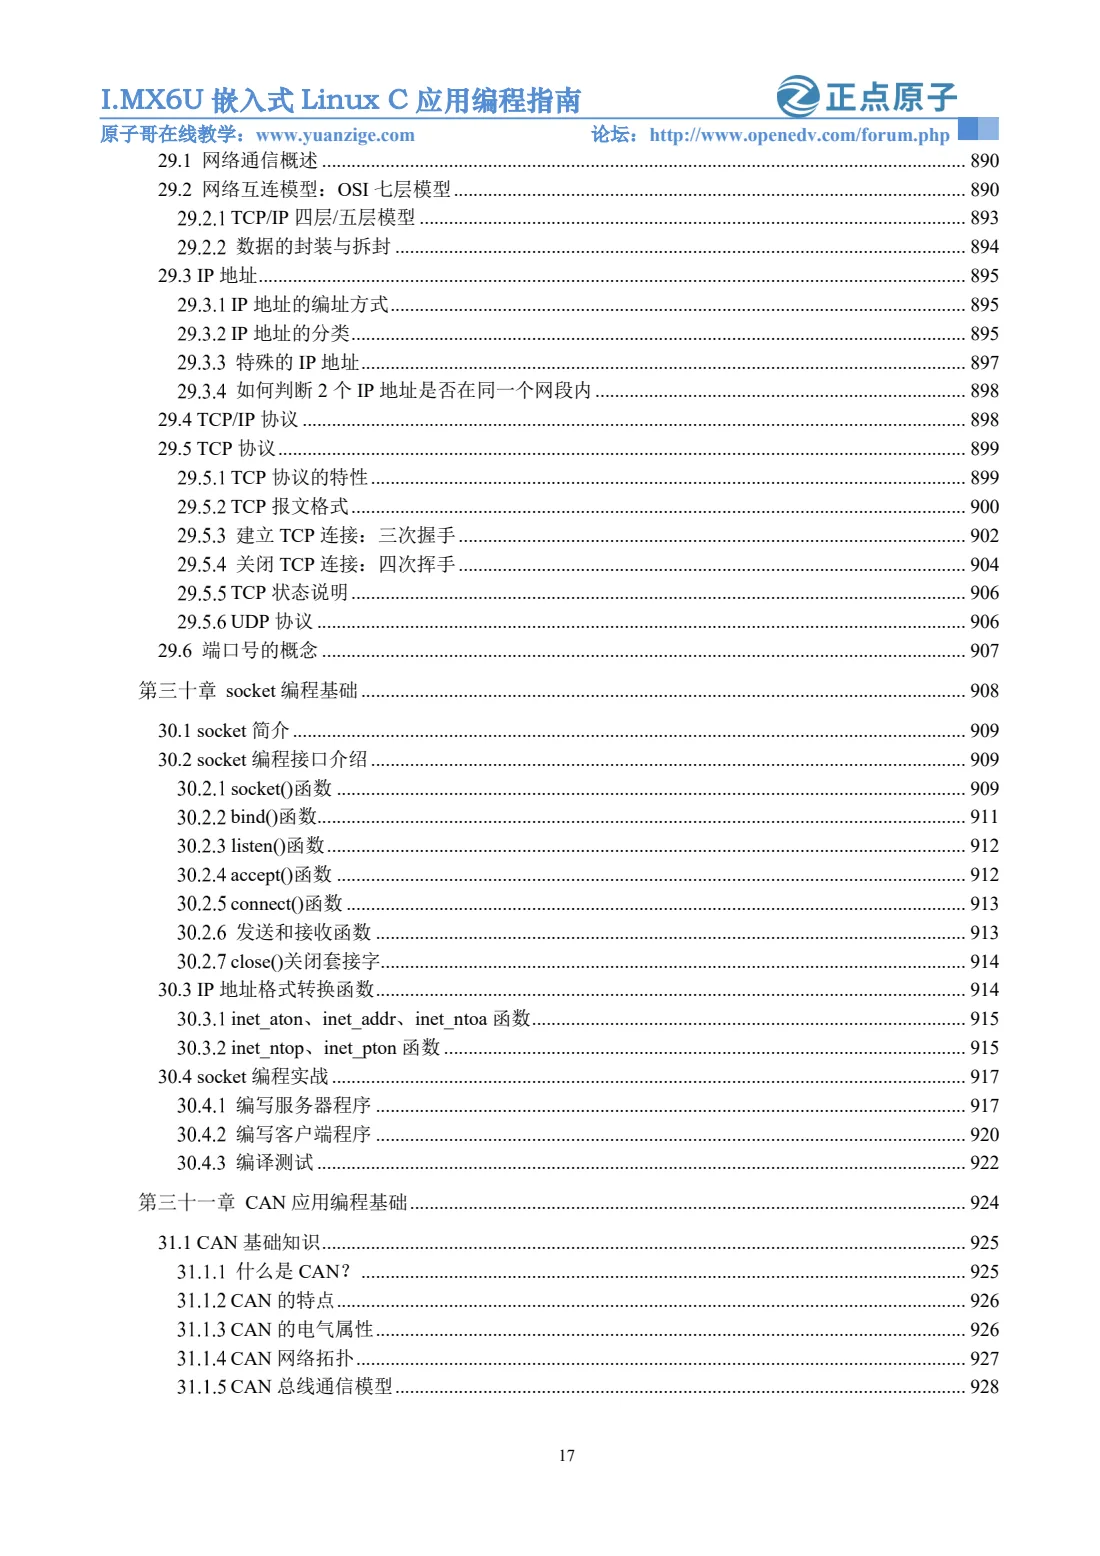 I.MX6U 嵌入式 Linux C 应用编程指南
正点原子
原子哥在线教学：www.yuanzige.com 论坛：http://www.openedv.com/forum.php
29.1 网络通信概述 890
29.2 网络互连模型：OSI 七层模型 890
29.2.1 TCP/IP 四层/五层模型 893
29.2.2 数据的封装与拆封 894
29.3 IP 地址 895
29.3.1 IP 地址的编址方式 895
29.3.2 IP 地址的分类 895
29.3.3 特殊的 IP 地址 897
29.3.4 如何判断 2 个 IP 地址是否在同一个网段内 898
29.4 TCP/IP 协议 898
29.5 TCP 协议 899
29.5.1 TCP 协议的特性 899
29.5.2 TCP 报文格式 900
29.5.3 建立 TCP 连接：三次握手 902
29.5.4 关闭 TCP 连接：四次挥手 904
29.5.5 TCP 状态说明 906
29.5.6 UDP 协议 906
29.6 端口号的概念 907
第三十章 socket 编程基础 908
30.1 socket 简介 909
30.2 socket 编程接口介绍 909
30.2.1 socket()函数 909
30.2.2 bind()函数 911
30.2.3 listen()函数 912
30.2.4 accept()函数 912
30.2.5 connect()函数 913
30.2.6 发送和接收函数 913
30.2.7 close()关闭套接字 914
30.3 IP 地址格式转换函数 914
30.3.1 inet_aton、inet_addr、inet_ntoa 函数 915
30.3.2 inet_ntop、inet_pton 函数 915
30.4 socket 编程实战 917
30.4.1 编写服务器程序 917
30.4.2 编写客户端程序 920
30.4.3 编译测试 922
第三十一章 CAN 应用编程基础 924
31.1 CAN 基础知识 925
31.1.1 什么是 CAN？ 925
31.1.2 CAN 的特点 926
31.1.3 CAN 的电气属性 926
31.1.4 CAN 网络拓扑 927
31.1.5 CAN 总线通信模型 928
17